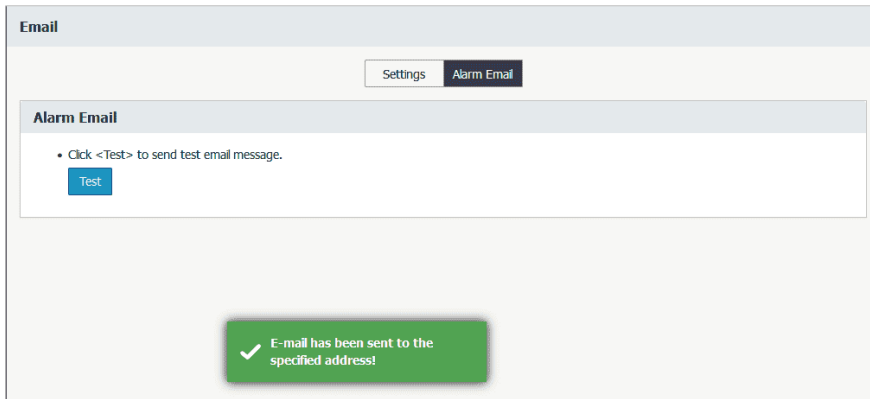 Email
Settings Alarm Email
Alarm Email
• Click <Test> to send test email message.
Test
E-mail has been sent to the
specified address!